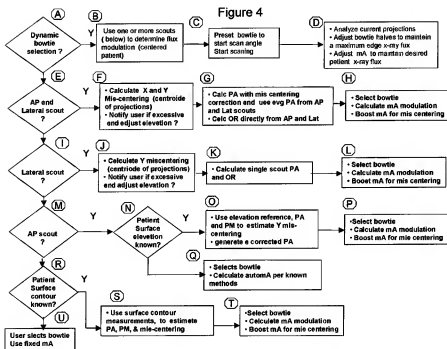 Figure 4
A
Dynamic
bowtie
selection ?
Y
B
Use one or more scouts
( below) to determine flux
modulation (centered
patient)
C
Preset bowtie to
start scan angle
Start scaning
D
• Analyze current projections
• Adjust bowtie halves to maintain
a maximum edge x-ray flux
• Adjust mA to maintain desired
patient x-ray flux
E
AP end
Lateral scout
?
Y
F
• Calculate X and Y
Mis-centering (centroide
of projections)
• Notify user if excessive
end adjust elevation ?
G
• Calc PA with mis centering
correction end use evg PA from AP
and Lat scouts
• Celc OR directly from AP and Lat
H
• Select bowtie
• Calculate mA modulation
• Boost mA for mis centering
I
Lateral scout
?
Y
J
• Calculate Y miscentering
(centriode of projections)
• Notify user if excessive
end adjust elevation ?
K
• Calculate single scout PA
and OR
L
• Select bowtie
• Calculate mA modulation
• Boost mA for mis centering
M
AP scout
?
Y
N
Patient
Surface
elevation
known?
Y
O
• Use elevation reference, PA
and PM to estimate Y mis-
centering
• generate e corrected PA
P
•Select bowtie
• Calculate mA modulation
• Boost mA for mis centering
Q
• Selects bowtie
• Calculate automA per known
methods
R
Patient
Surface
contour
known?
Y
S
• Use surface contour
measurements, to estimate
PA, PM, & mle-centering
T
•Select bowtie
• Calculate mA modulation
• Boost mA for mis centering
U
User slects bowtie
Use fixed mA